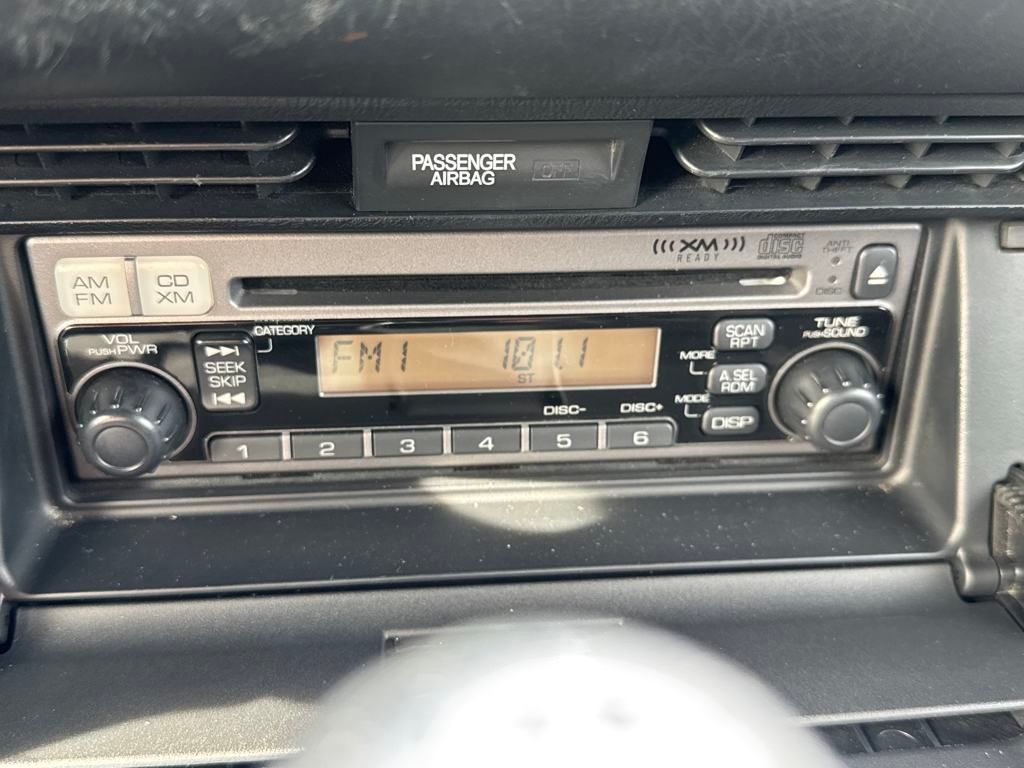 PASSENGER OFF
AIRBAG
((( XM )))
READY
COMPACT
disc
DIGITAL AUDIO
ANTI
THEFT
DISC
AM
FM
CD
XM
VOL
PUSH PWR
CATEGORY
SEEK
SKIP
FM1
ST
SCAN
RPT
TUNE
PUSH SOUND
MORE
A.SEL
RDM
MODE
DISP
DISC-
DISC+
1 2 3 4 5 6